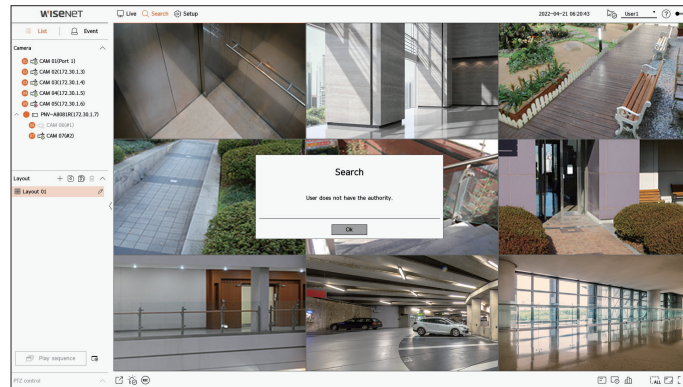 WISENET
Live
Search
Setup
2022-04-21 06:20:43
User1
List
Event
Camera
CAM 01(Port 1)
CAM 02(172.30.1.3)
CAM 03(172.30.1.4)
CAM 04(172.30.1.5)
CAM 05(172.30.1.6)
PNV-A8081R(172.30.1.7)
CAM 06(#1)
CAM 07(#2)
Layout
Layout 01
Search
User does not have the authority.
Ok
Play sequence
PTZ control
ALL